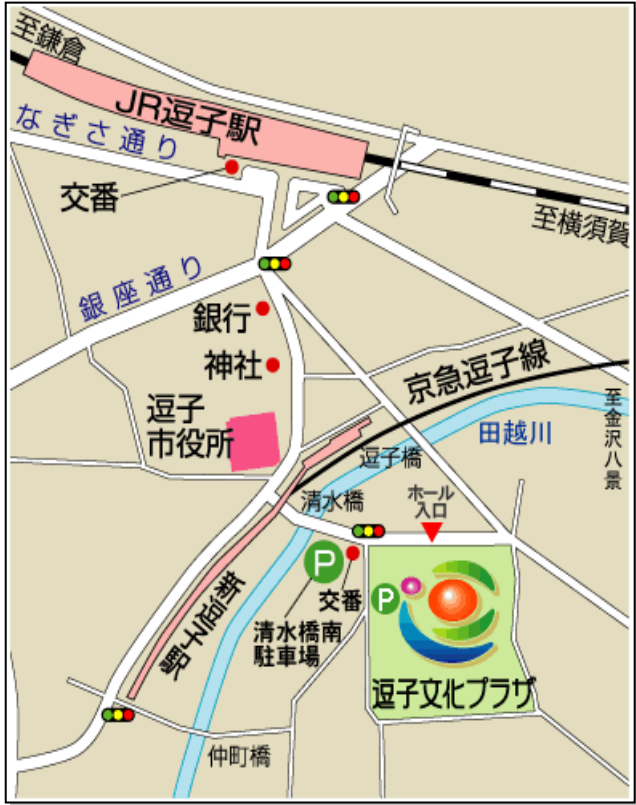 至鎌倉
JR逗子駅
なぎさ通り
交番
至横須賀
銀座通り
銀行
神社
京急逗子線
逗子
市役所
至金沢八景
田越川
逗子橋
清水橋
ホール
入口
P
交番
P
清水橋南
駐車場
新逗子駅
逗子文化プラザ
仲町橋